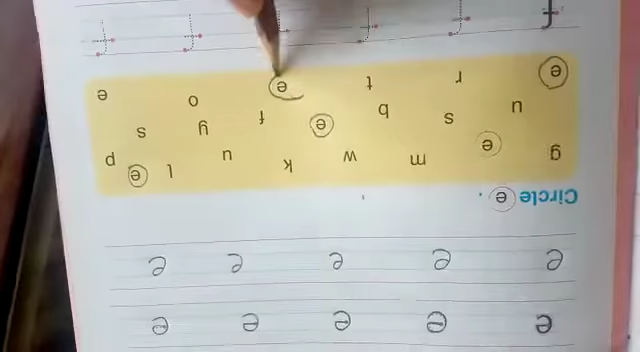 e e e e e
e e e e e
Circle e .
g e m w k u l e d
u s b e f y s
e r t e o e
f f f f f f